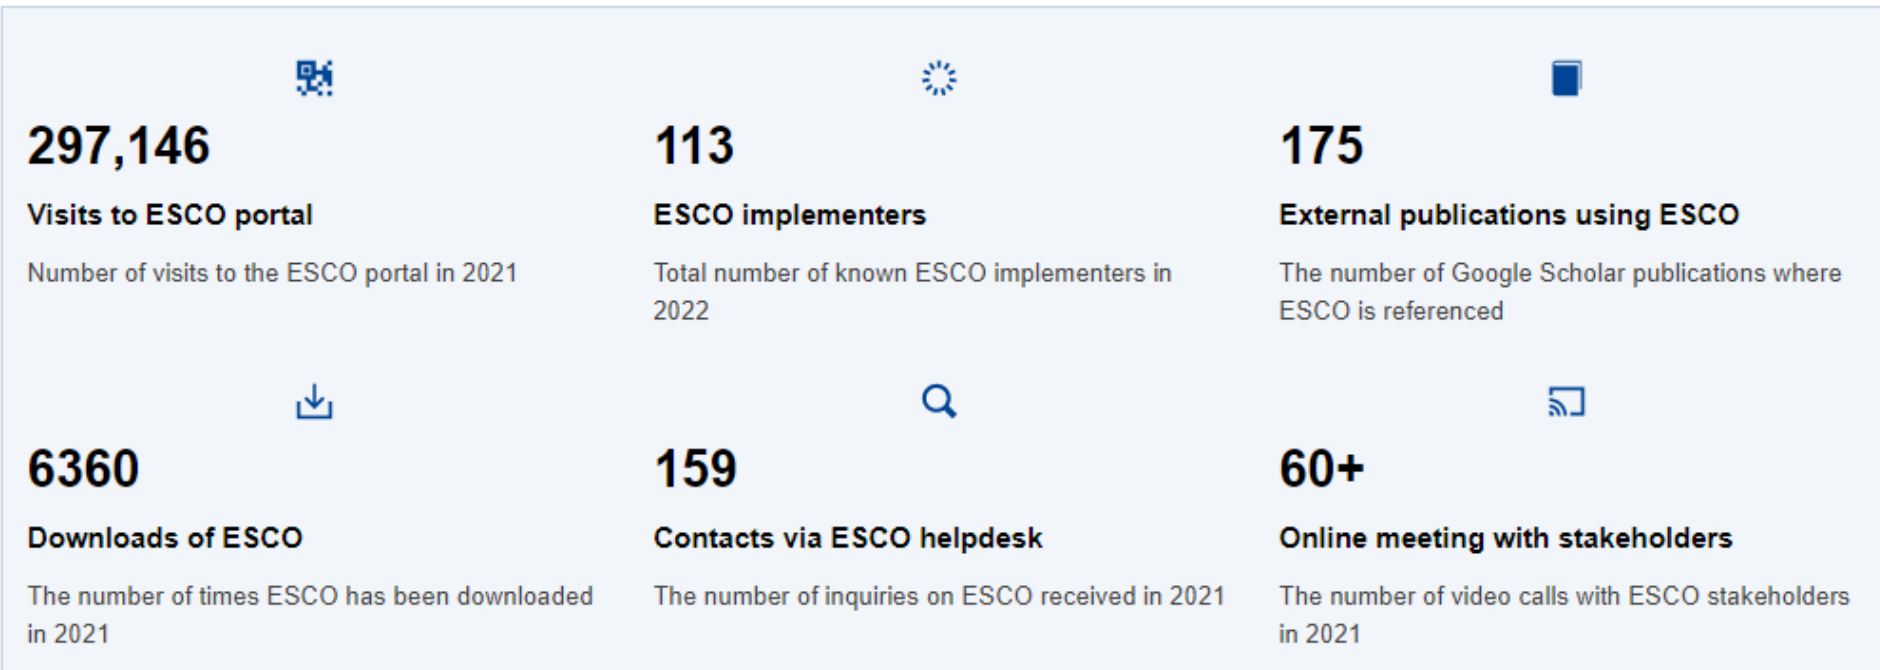 297,146
Visits to ESCO portal
Number of visits to the ESCO portal in 2021
113
ESCO implementers
Total number of known ESCO implementers in
2022
175
External publications using ESCO
The number of Google Scholar publications where
ESCO is referenced
6360
Downloads of ESCO
The number of times ESCO has been downloaded
in 2021
159
Contacts via ESCO helpdesk
The number of inquiries on ESCO received in 2021
60+
Online meeting with stakeholders
The number of video calls with ESCO stakeholders
in 2021